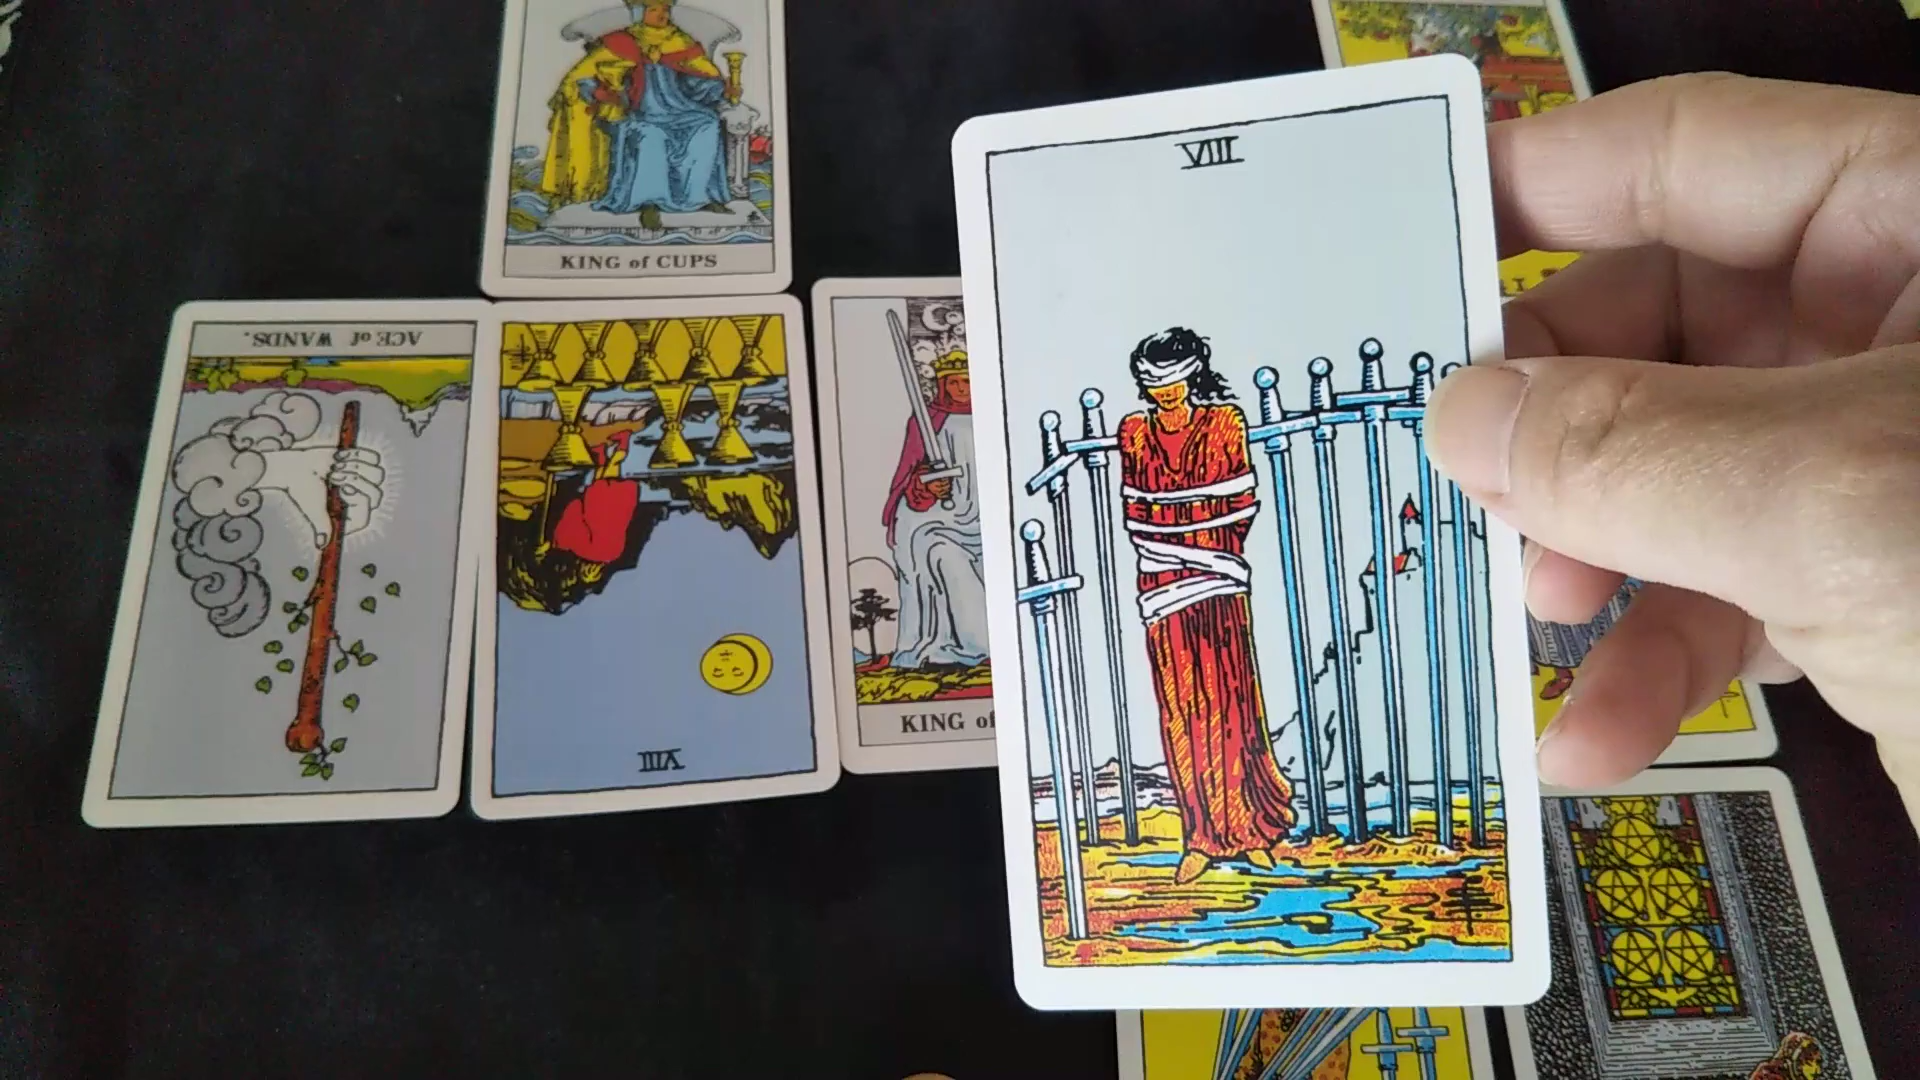 KING of CUPS
VIII
ACE of WANDS.
VIII
KING of